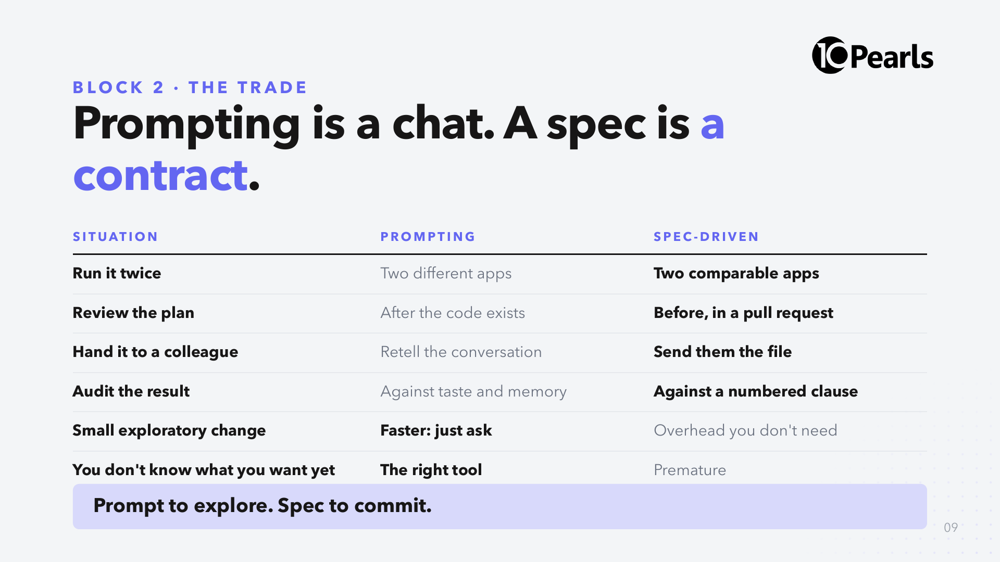 10Pearls
BLOCK 2 · THE TRADE
Prompting is a chat. A spec is a
contract.
SITUATION PROMPTING SPEC-DRIVEN
Run it twice Two different apps Two comparable apps
Review the plan After the code exists Before, in a pull request
Hand it to a colleague Retell the conversation Send them the file
Audit the result Against taste and memory Against a numbered clause
Small exploratory change Faster: just ask Overhead you don't need
You don't know what you want yet The right tool Premature
Prompt to explore. Spec to commit.
09